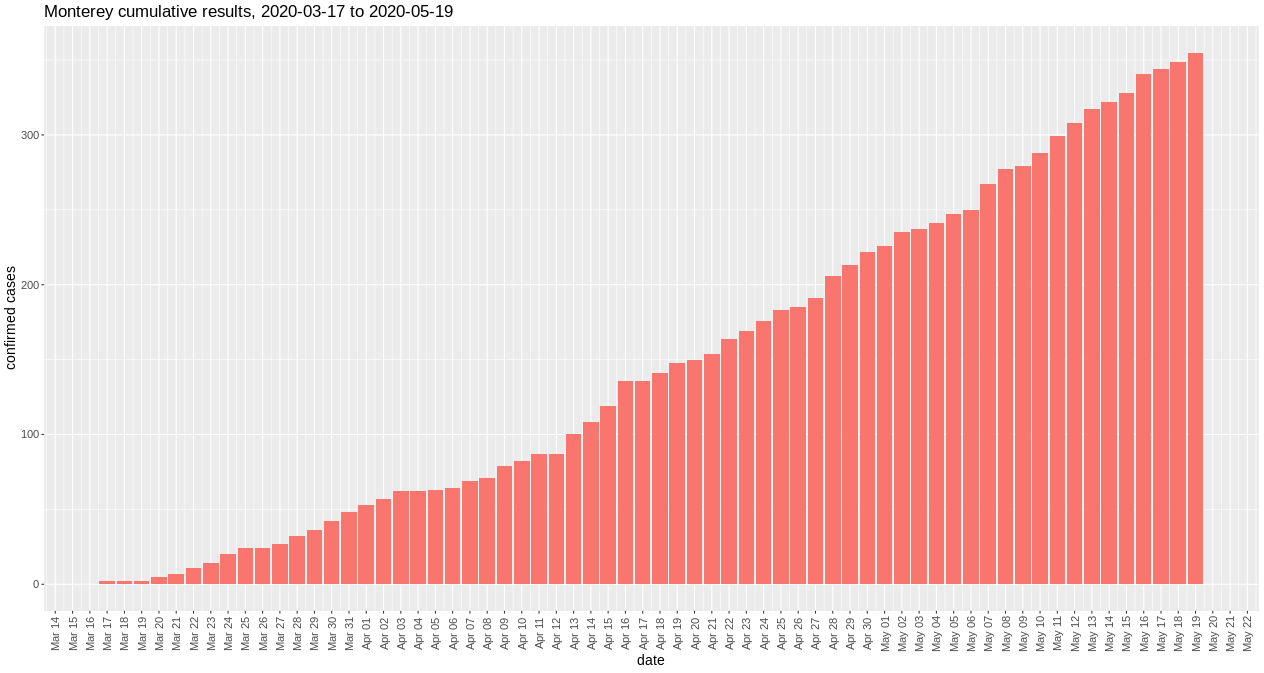 Monterey cumulative results, 2020-03-17 to 2020-05-19
confirmed cases
300
200
100
0
Mar 14
Mar 15
Mar 16
Mar 17
Mar 18
Mar 19
Mar 20
Mar 21
Mar 22
Mar 23
Mar 24
Mar 25
Mar 26
Mar 27
Mar 28
Mar 29
Mar 30
Mar 31
Apr 01
Apr 02
Apr 03
Apr 04
Apr 05
Apr 06
Apr 07
Apr 08
Apr 09
Apr 10
Apr 11
Apr 12
Apr 13
Apr 14
Apr 15
Apr 16
Apr 17
Apr 18
Apr 19
Apr 20
Apr 21
Apr 22
Apr 23
Apr 24
Apr 25
Apr 26
Apr 27
Apr 28
Apr 29
Apr 30
May 01
May 02
May 03
May 04
May 05
May 06
May 07
May 08
May 09
May 10
May 11
May 12
May 13
May 14
May 15
May 16
May 17
May 18
May 19
May 20
May 21
May 22
date